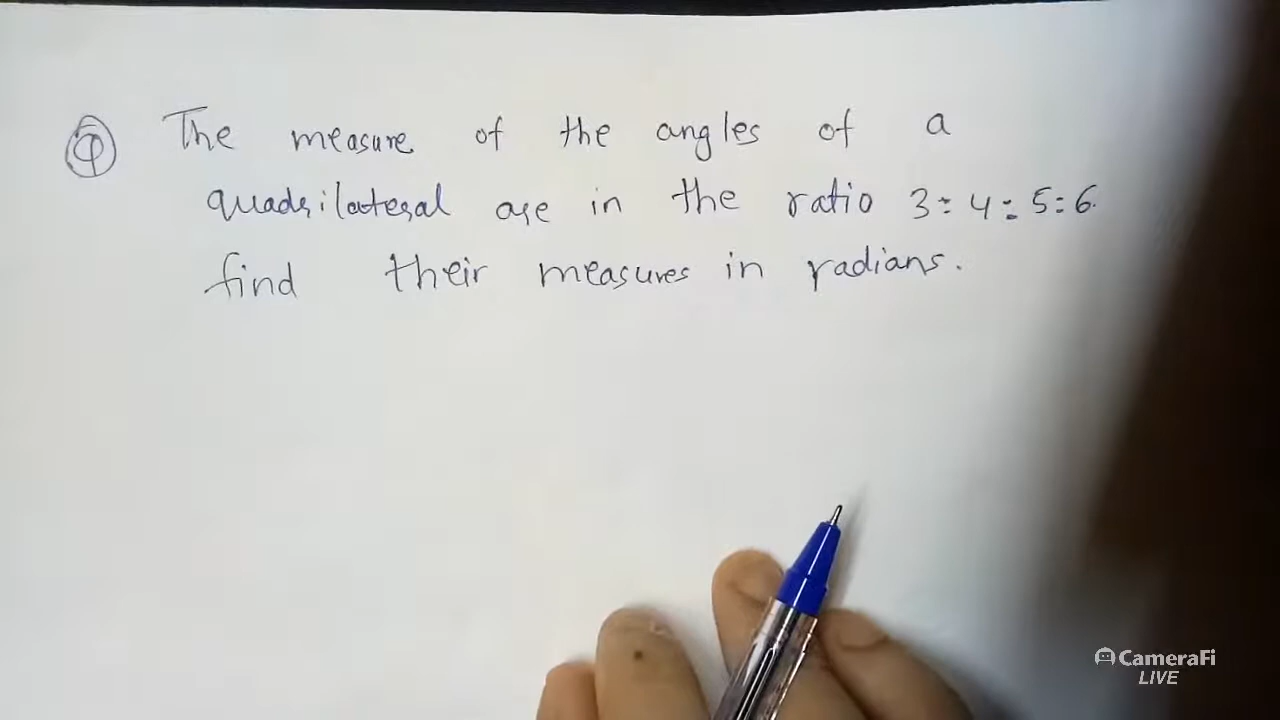 Q The measure of the angles of a
quadrilateral are in the ratio 3:4:5:6.
find their measures in radians.
CameraFi
LIVE